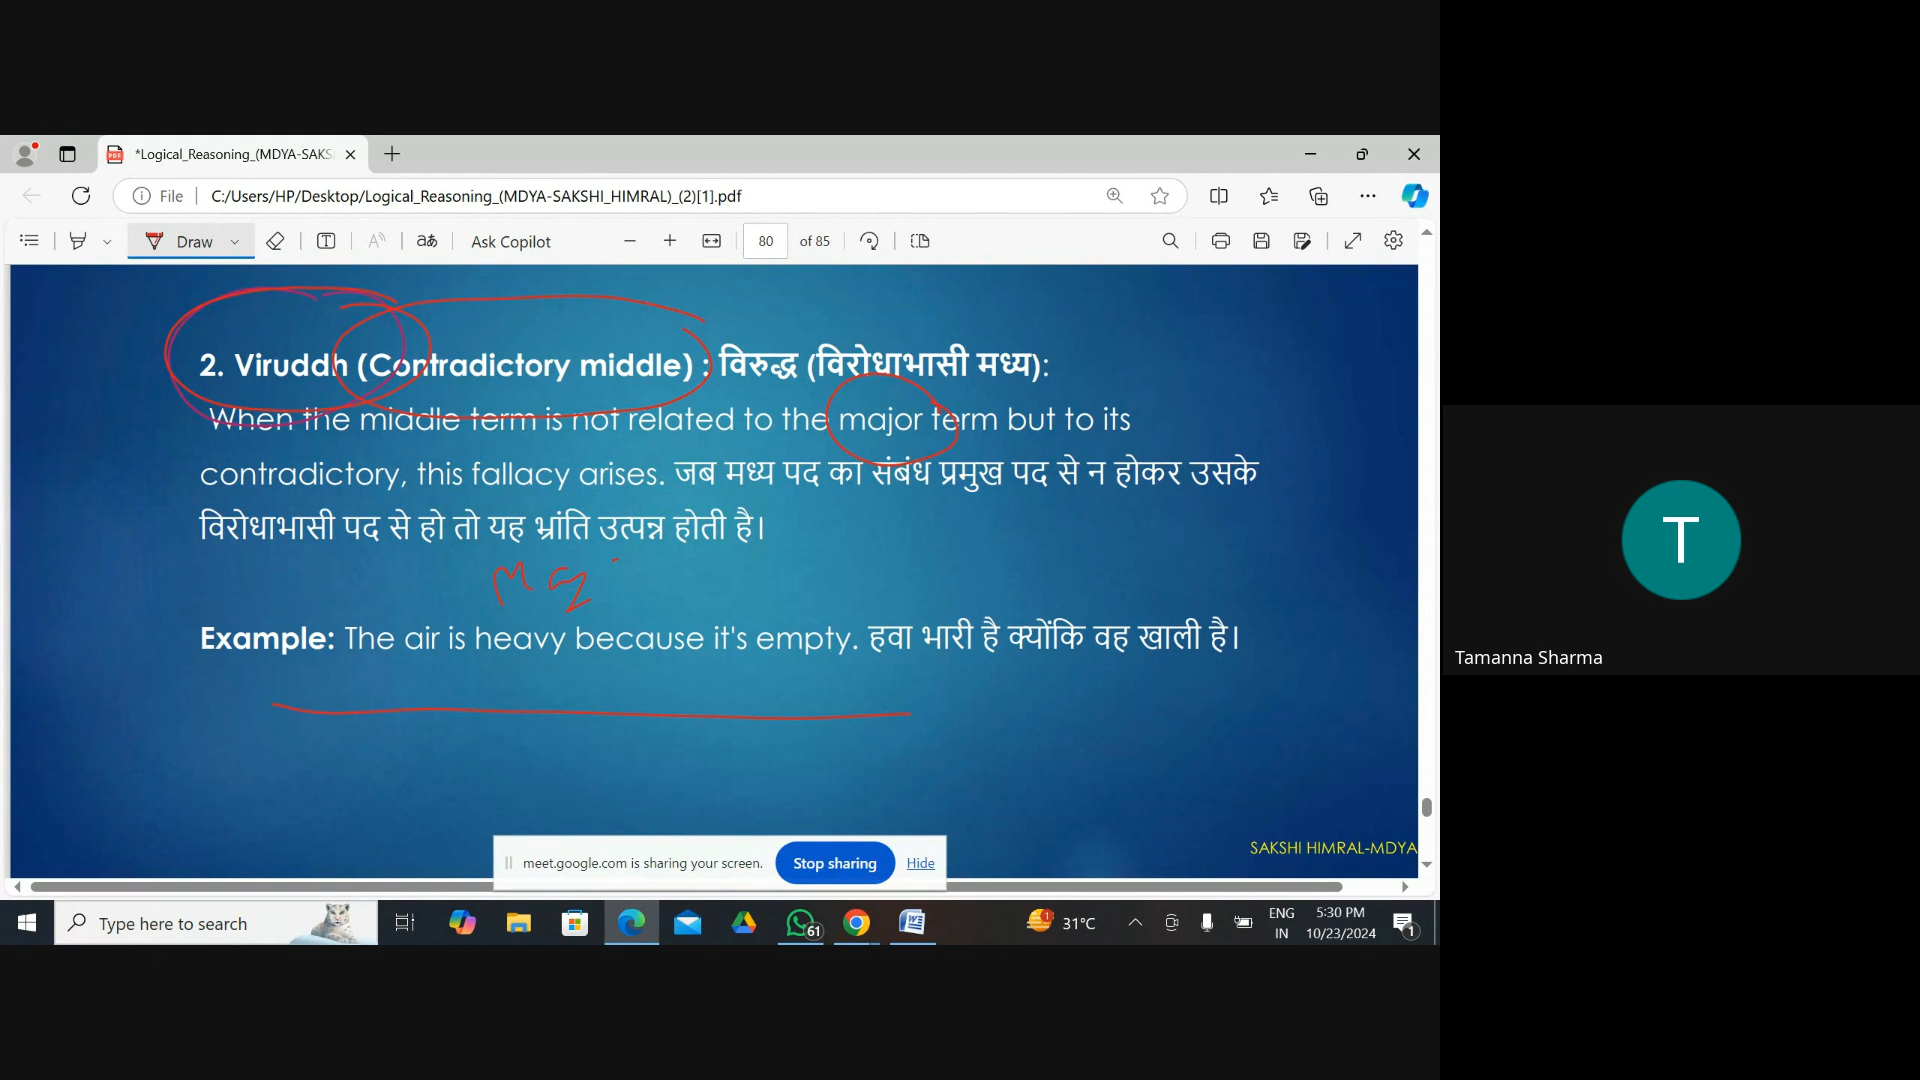 *Logical_Reasoning_(MDYA-SAKS
File C:/Users/HP/Desktop/Logical_Reasoning_(MDYA-SAKSHI_HIMRAL)_(2)[1].pdf
Draw T aあ Ask Copilot 80 of 85
2. Viruddh (Contradictory middle) : विरुद्ध (विरोधाभासी मध्य):
When the middle term is not related to the major term but to its
contradictory, this fallacy arises. जब मध्य पद का संबंध प्रमुख पद से न होकर उसके
विरोधाभासी पद से हो तो यह भ्रांति उत्पन्न होती है।
Example: The air is heavy because it's empty. हवा भारी है क्योंकि वह खाली है।
SAKSHI HIMRAL-MDYA
meet.google.com is sharing your screen. Stop sharing Hide
Type here to search 61 1 31°C ENG 5:30 PM
IN 10/23/2024 1
T
Tamanna Sharma